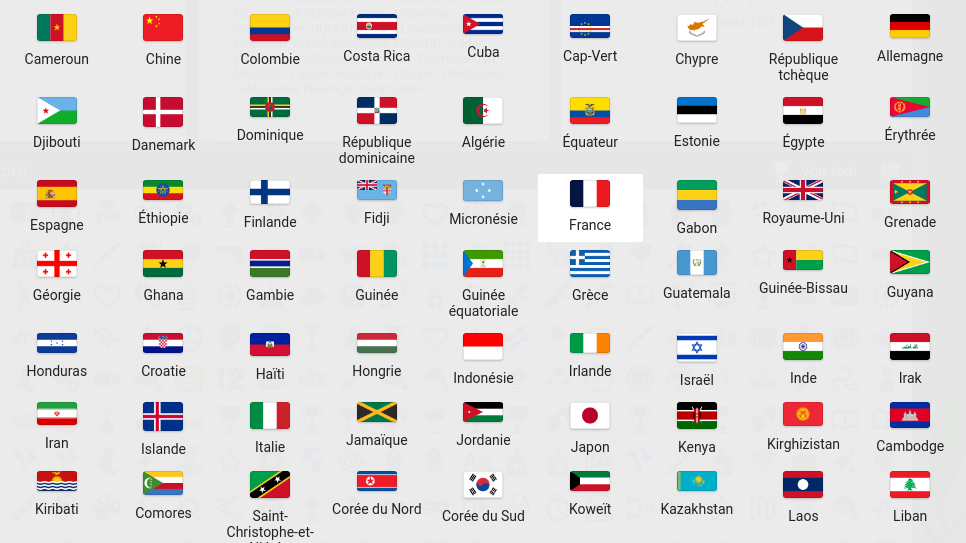 Cameroun
Chine
Colombie
Costa Rica
Cuba
Cap-Vert
Chypre
République
tchèque
Allemagne
Djibouti
Danemark
Dominique
République
dominicaine
Algérie
Équateur
Estonie
Égypte
Érythrée
Espagne
Éthiopie
Finlande
Fidji
Micronésie
France
Gabon
Royaume-Uni
Grenade
Géorgie
Ghana
Gambie
Guinée
Guinée
équatoriale
Grèce
Guatemala
Guinée-Bissau
Guyana
Honduras
Croatie
Haïti
Hongrie
Indonésie
Irlande
Israël
Inde
Irak
Iran
Islande
Italie
Jamaïque
Jordanie
Japon
Kenya
Kirghizistan
Cambodge
Kiribati
Comores
Saint-
Christophe-et-
Corée du Nord
Corée du Sud
Koweït
Kazakhstan
Laos
Liban